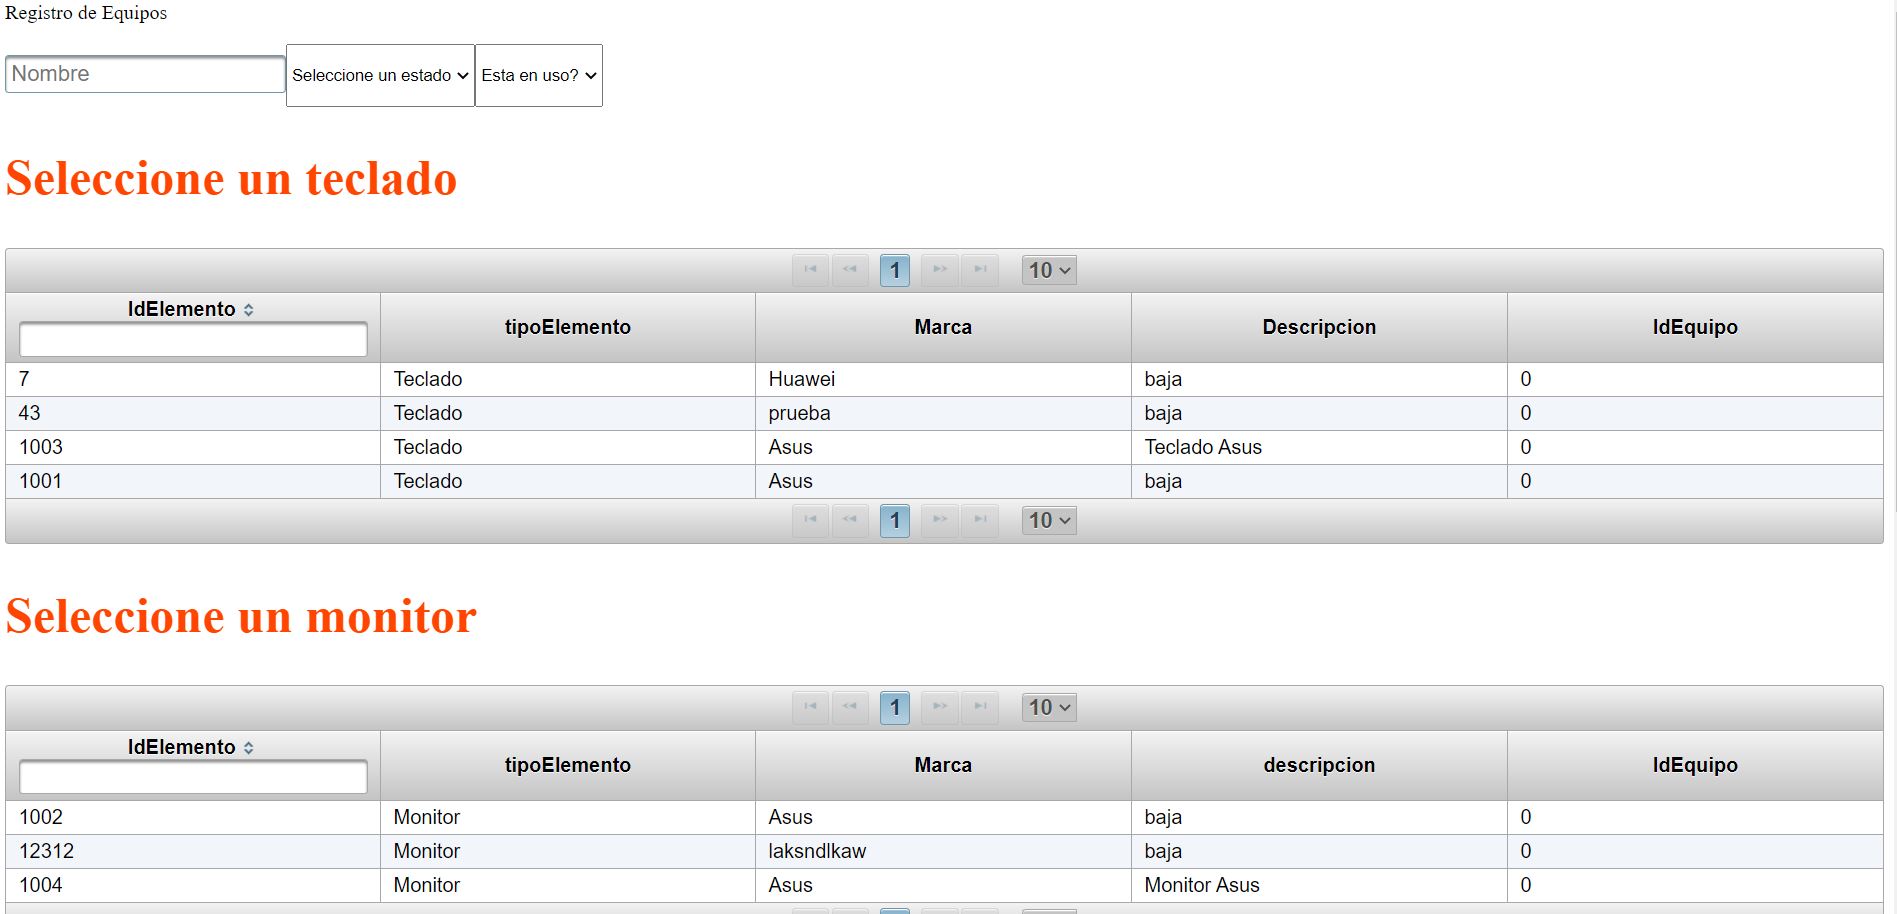 Registro de Equipos
Nombre Seleccione un estado Esta en uso?
Seleccione un teclado
1 10
IdElemento tipoElemento Marca Descripcion IdEquipo
7 Teclado Huawei baja 0
43 Teclado prueba baja 0
1003 Teclado Asus Teclado Asus 0
1001 Teclado Asus baja 0
1 10
Seleccione un monitor
1 10
IdElemento tipoElemento Marca descripcion IdEquipo
1002 Monitor Asus baja 0
12312 Monitor laksndlkaw baja 0
1004 Monitor Asus Monitor Asus 0